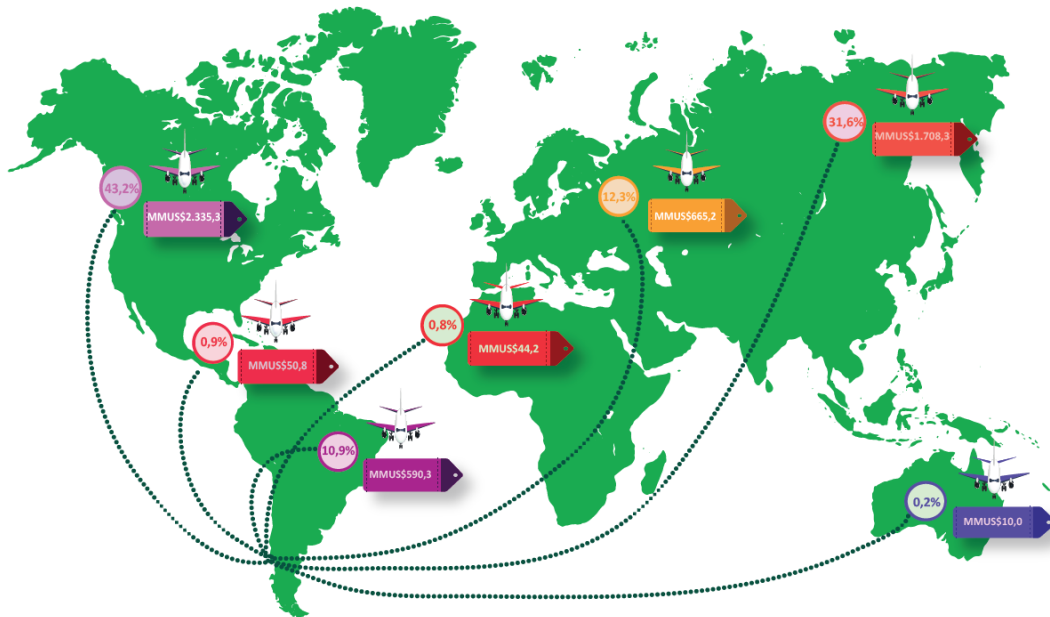 31,6%
MMUS$1.708,3
43,2%
MMUS$2.335,3
12,3%
MMUS$665,2
0,8%
MMUS$44,2
0,9%
MMUS$50,8
10,9%
MMUS$590,3
0,2%
MMUS$10,0